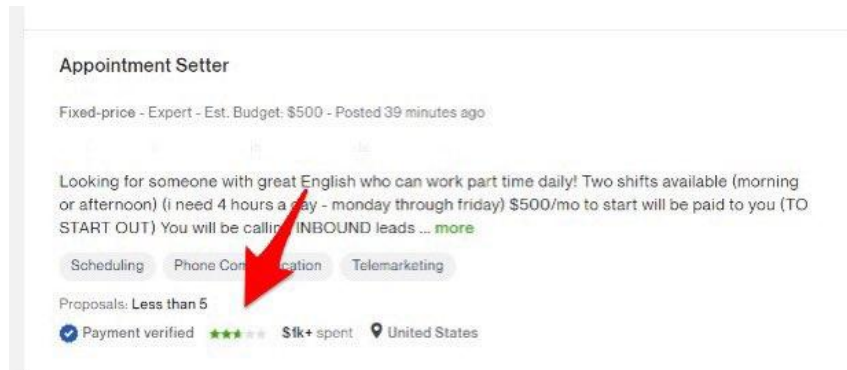 Appointment Setter
Fixed-price - Expert - Est. Budget: $500 - Posted 39 minutes ago
Looking for someone with great English who can work part time daily! Two shifts available (morning
or afternoon) (i need 4 hours a day - monday through friday) $500/mo to start will be paid to you (TO
START OUT) You will be calling INBOUND leads ... more
Scheduling Phone Communication Telemarketing
Proposals: Less than 5
Payment verified $1k+ spent United States